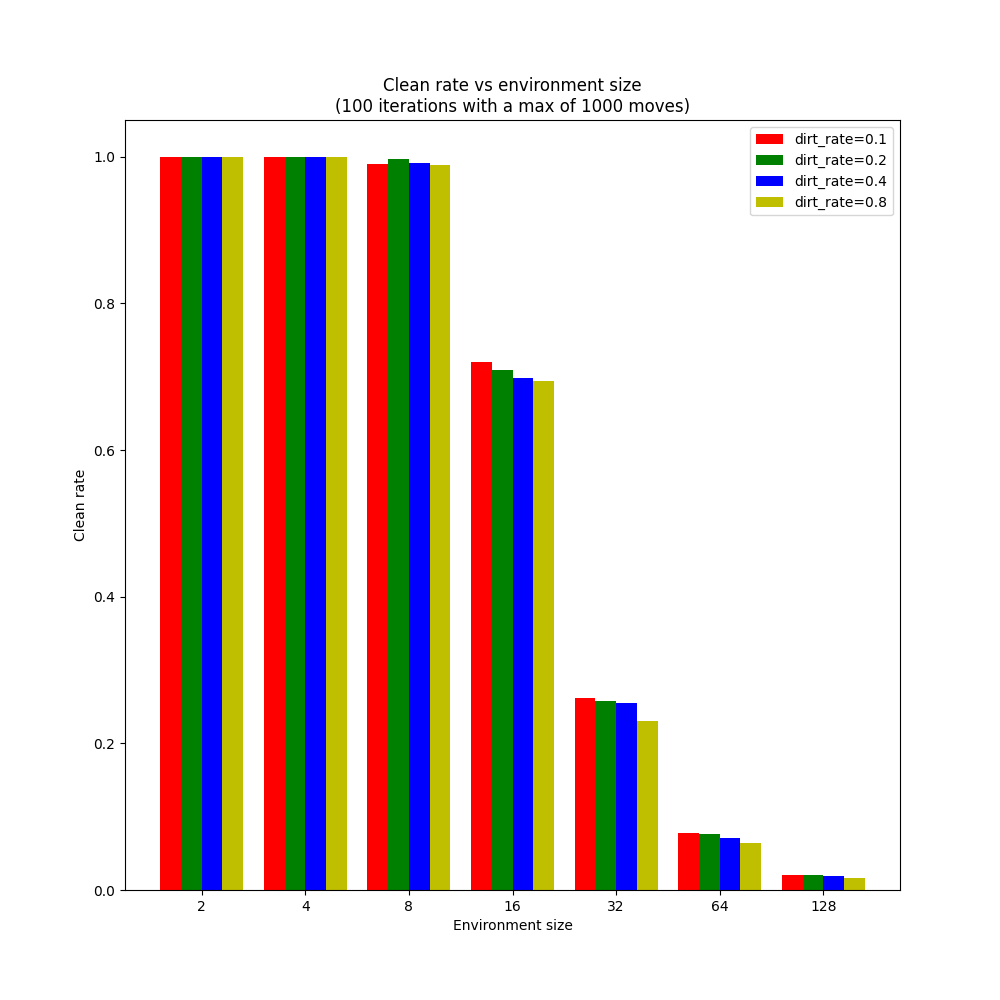 Clean rate vs environment size
(100 iterations with a max of 1000 moves)
dirt_rate=0.1
dirt_rate=0.2
dirt_rate=0.4
dirt_rate=0.8
1.0
0.8
0.6
0.4
0.2
0.0
Clean rate
2 4 8 16 32 64 128
Environment size